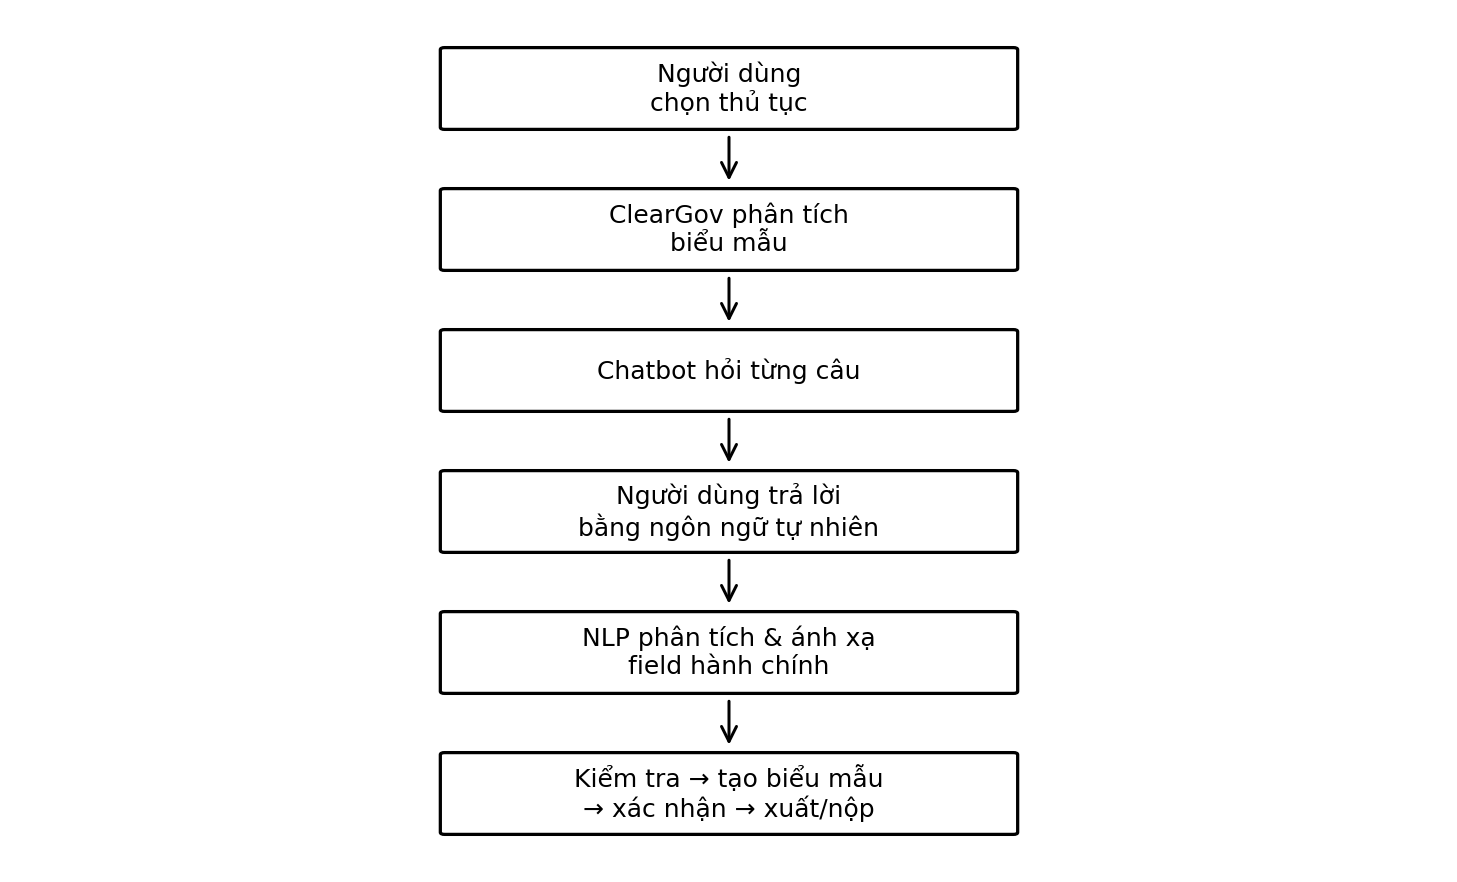 Người dùng
chọn thủ tục
ClearGov phân tích
biểu mẫu
Chatbot hỏi từng câu
Người dùng trả lời
bằng ngôn ngữ tự nhiên
NLP phân tích & ánh xạ
field hành chính
Kiểm tra → tạo biểu mẫu
→ xác nhận → xuất/nộp